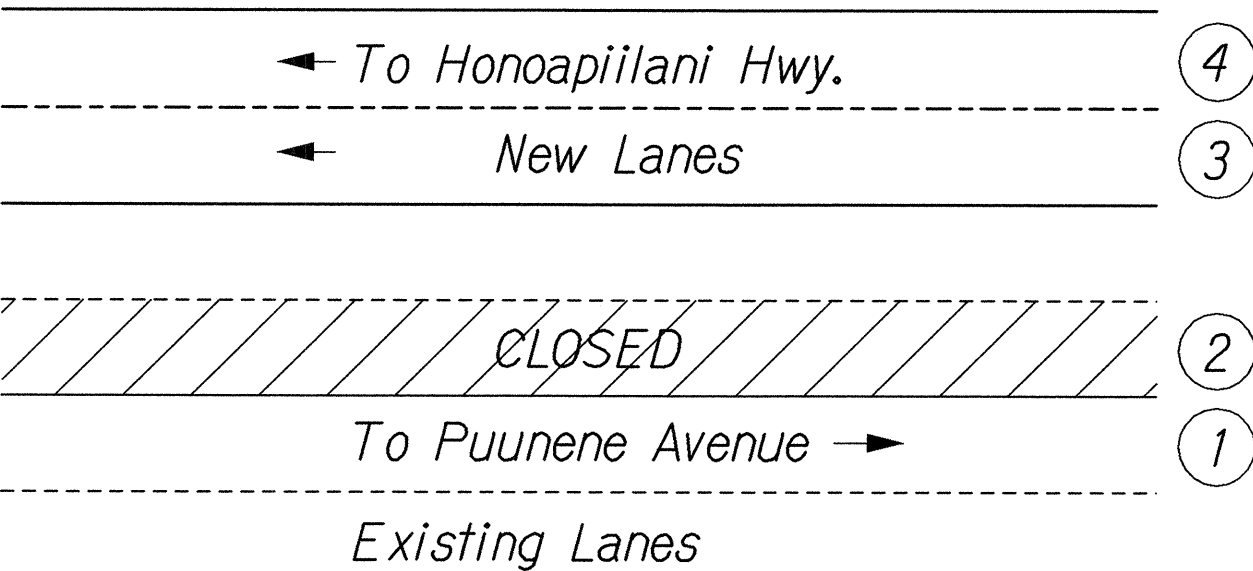 To Honoapiilani Hwy. 4
New Lanes 3
CLOSED 2
To Puunene Avenue 1
Existing Lanes